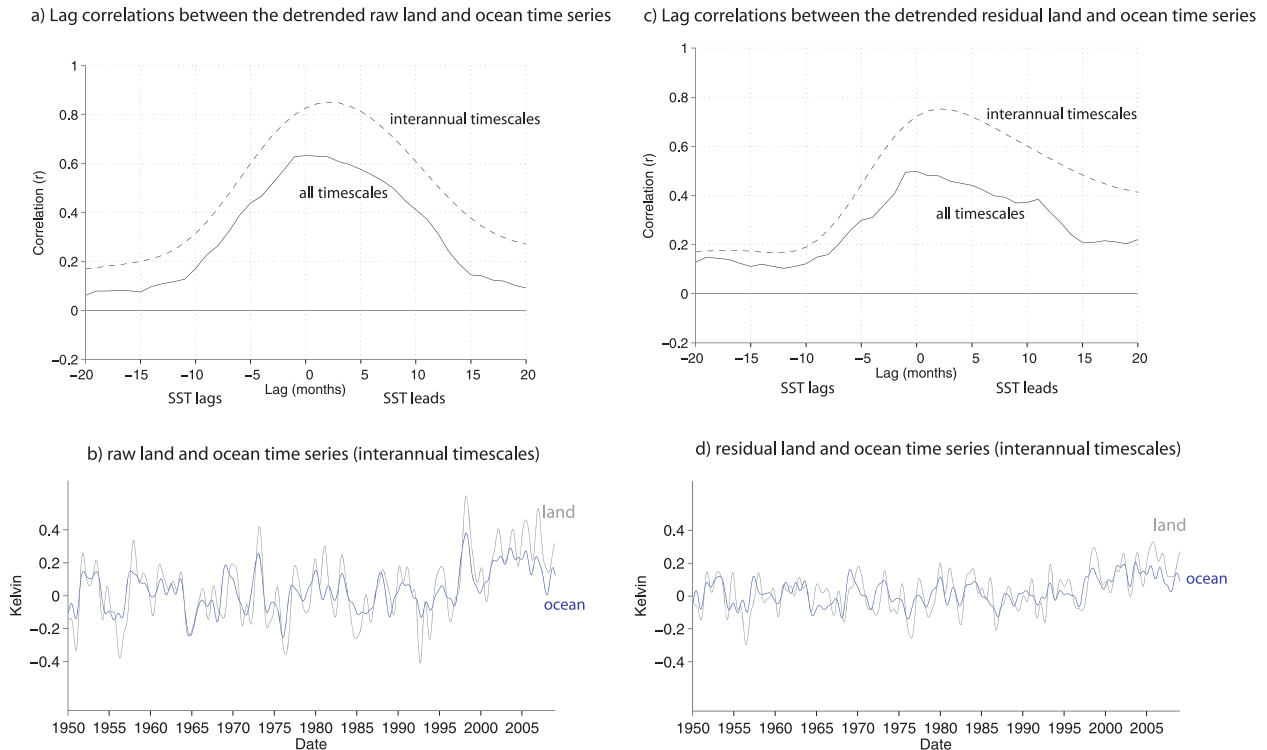 a) Lag correlations between the detrended raw land and ocean time series
1
0.8
0.6
0.4
0.2
0
−0.2
Correlation (r)
interannual timescales
all timescales
−20 −15 −10 −5 0 5 10 15 20
Lag (months)
SST lags SST leads
c) Lag correlations between the detrended residual land and ocean time series
1
0.8
0.6
0.4
0.2
0
−0.2
Correlation (r)
interannual timescales
all timescales
−20 −15 −10 −5 0 5 10 15 20
Lag (months)
SST lags SST leads
b) raw land and ocean time series (interannual timescales)
0.4
0.2
0
−0.2
−0.4
Kelvin
land
ocean
1950 1955 1960 1965 1970 1975 1980 1985 1990 1995 2000 2005
Date
d) residual land and ocean time series (interannual timescales)
0.4
0.2
0
−0.2
−0.4
Kelvin
land
ocean
1950 1955 1960 1965 1970 1975 1980 1985 1990 1995 2000 2005
Date